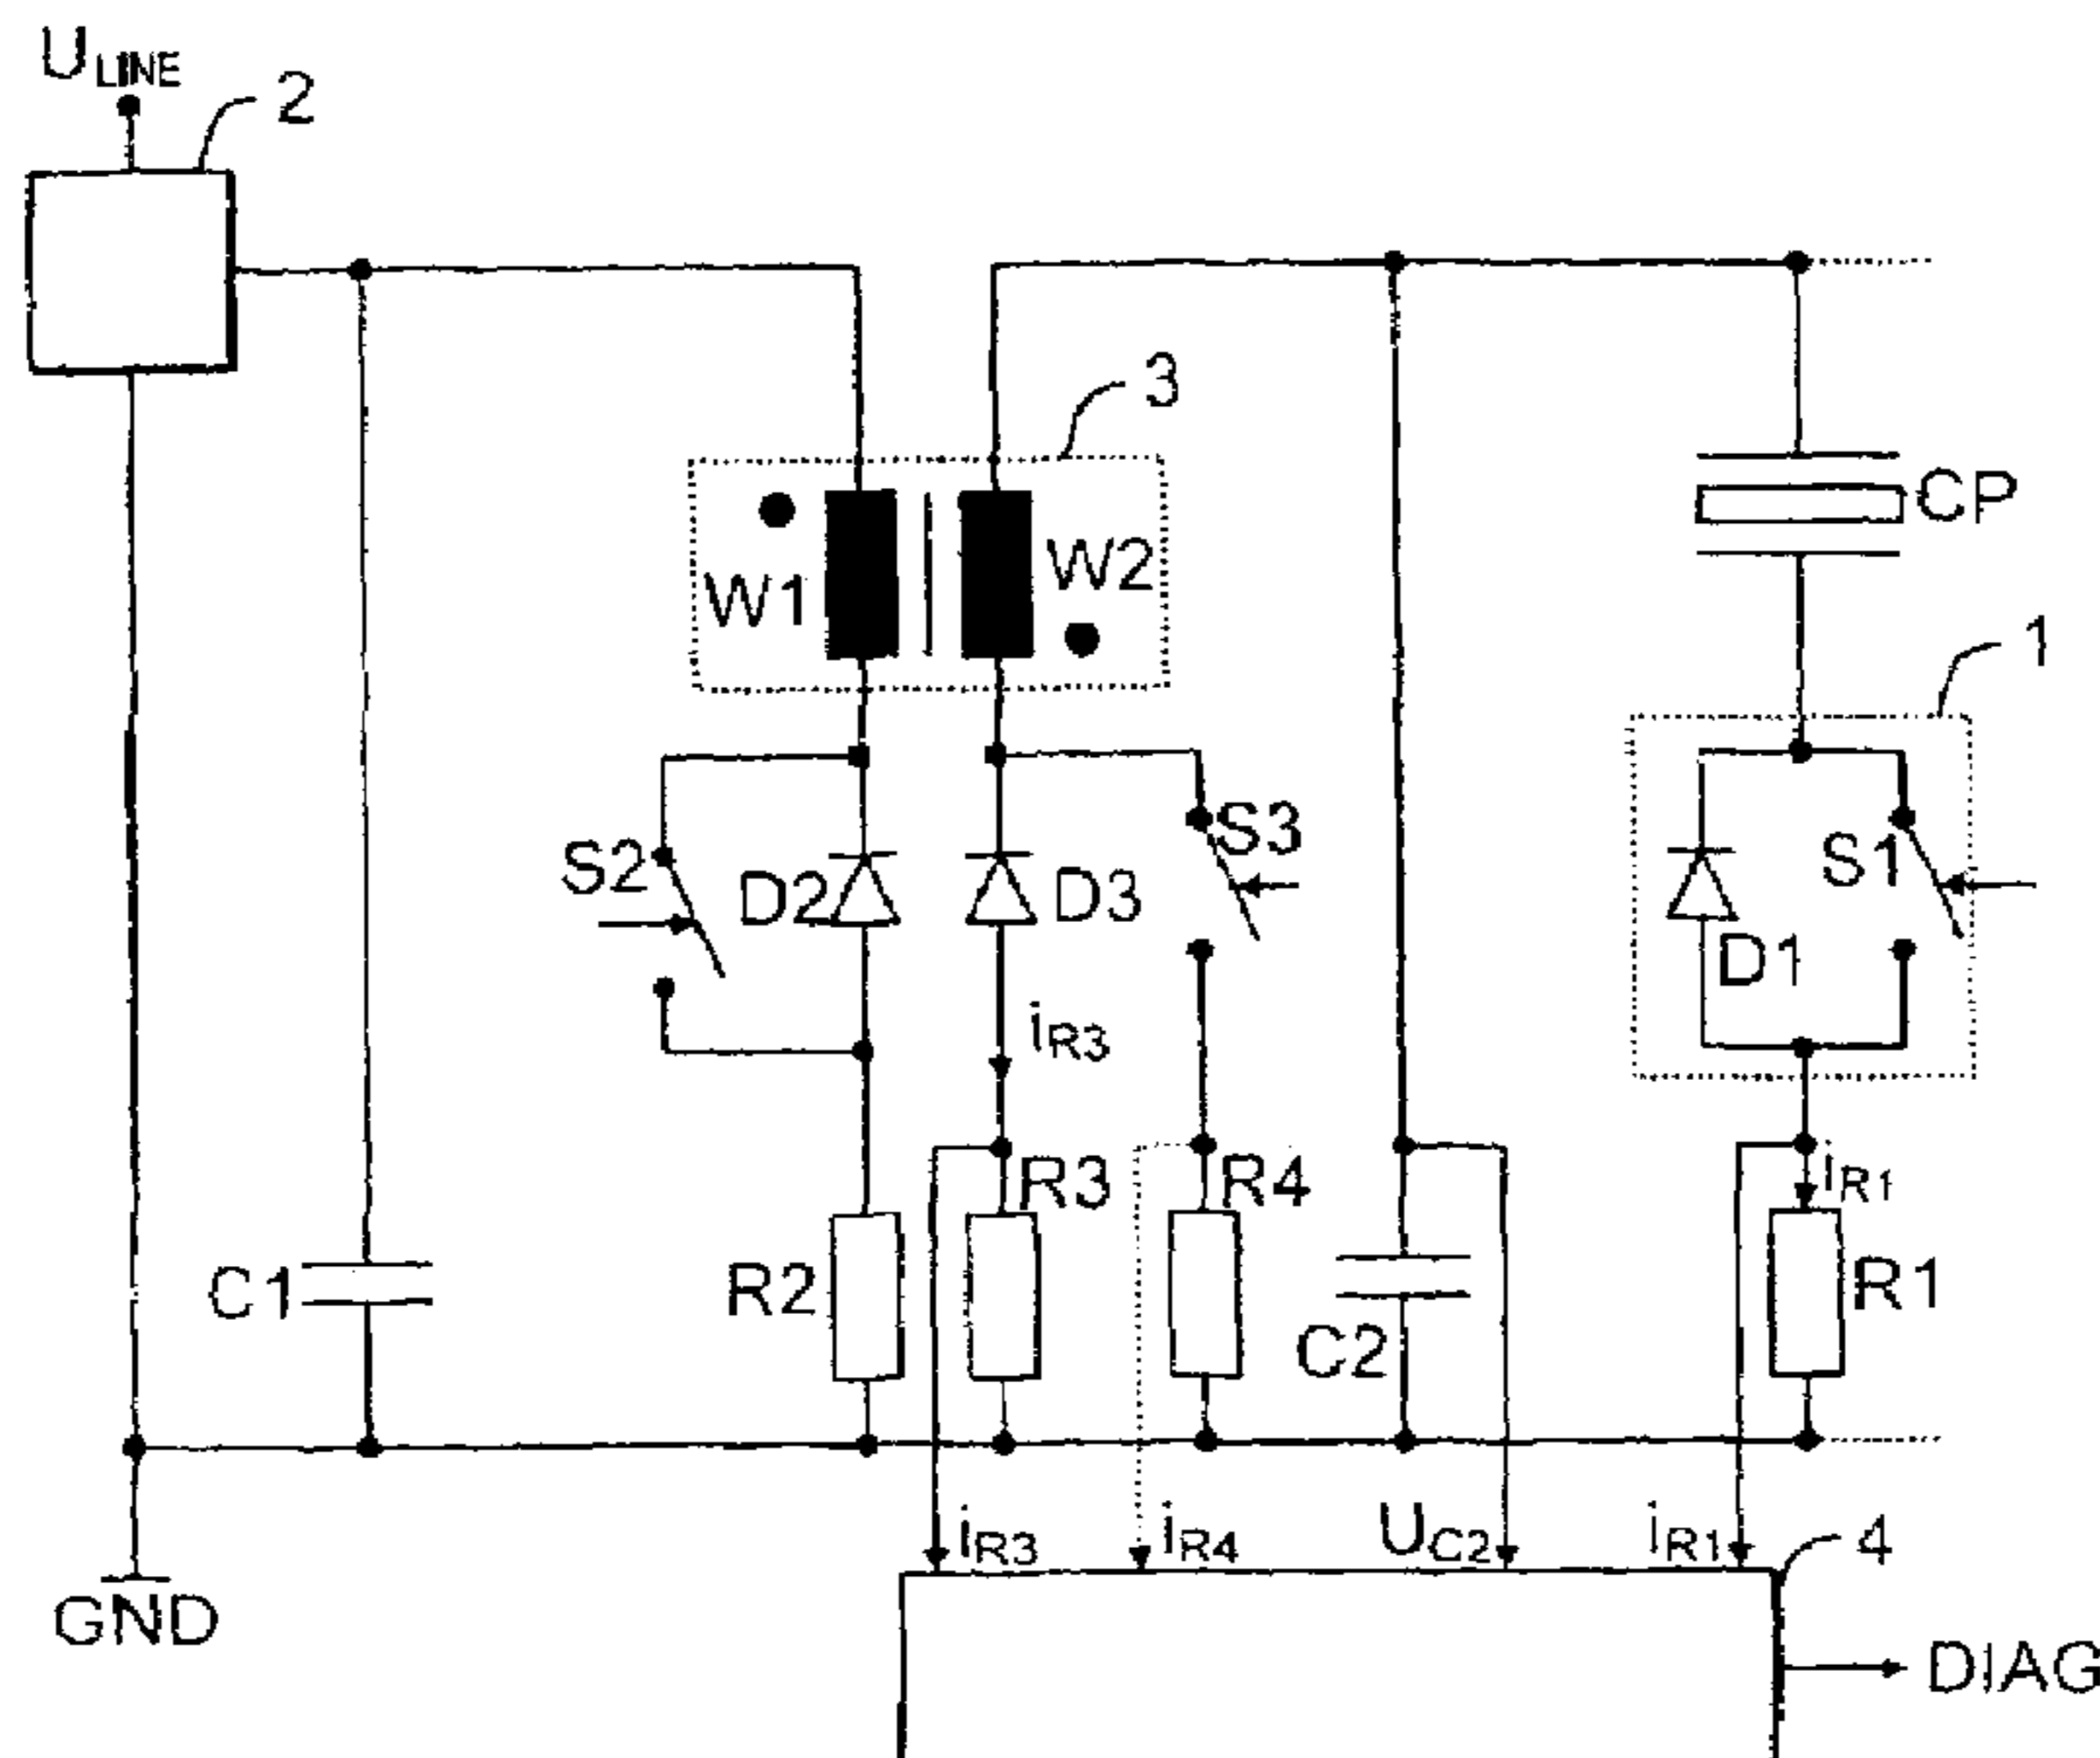 U LINE
2
3
CP
W1
W2
1
S2
D2
D3
S3
S1
D1
iR3
R3
R4
iR1
C1
R2
C2
R1
iR3
iR4
UC2
iR1
4
GND
DIAG